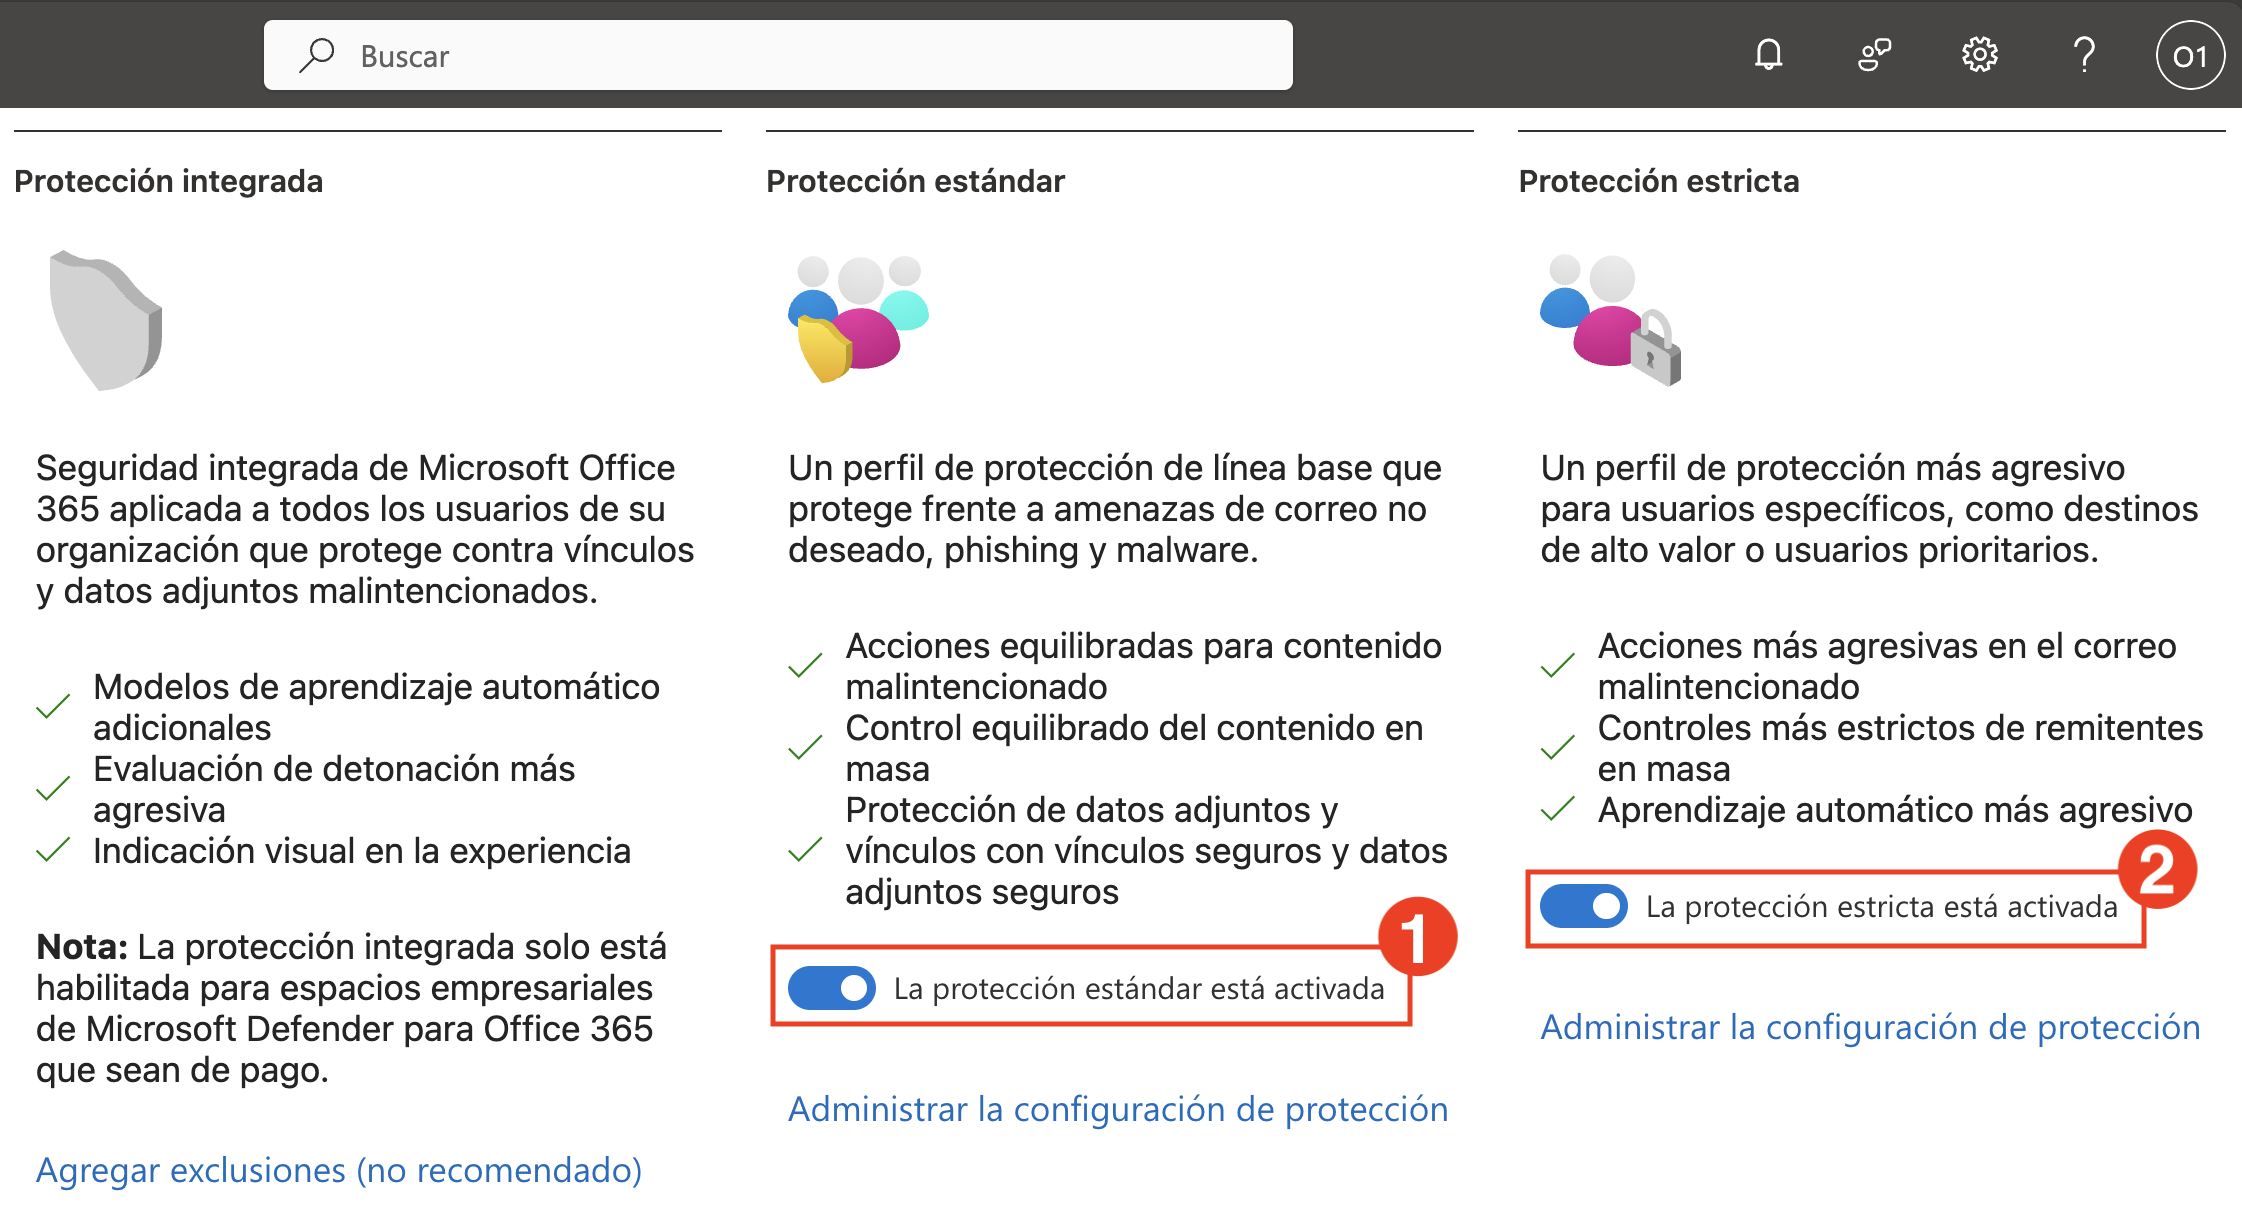 Buscar
O1
Protección integrada
Seguridad integrada de Microsoft Office
365 aplicada a todos los usuarios de su
organización que protege contra vínculos
y datos adjuntos malintencionados.
Modelos de aprendizaje automático
adicionales
Evaluación de detonación más
agresiva
Indicación visual en la experiencia
Nota: La protección integrada solo está
habilitada para espacios empresariales
de Microsoft Defender para Office 365
que sean de pago.
Agregar exclusiones (no recomendado)
Protección estándar
Un perfil de protección de línea base que
protege frente a amenazas de correo no
deseado, phishing y malware.
Acciones equilibradas para contenido
malintencionado
Control equilibrado del contenido en
masa
Protección de datos adjuntos y
vínculos con vínculos seguros y datos
adjuntos seguros
1
La protección estándar está activada
Administrar la configuración de protección
Protección estricta
Un perfil de protección más agresivo
para usuarios específicos, como destinos
de alto valor o usuarios prioritarios.
Acciones más agresivas en el correo
malintencionado
Controles más estrictos de remitentes
en masa
Aprendizaje automático más agresivo
2
La protección estricta está activada
Administrar la configuración de protección